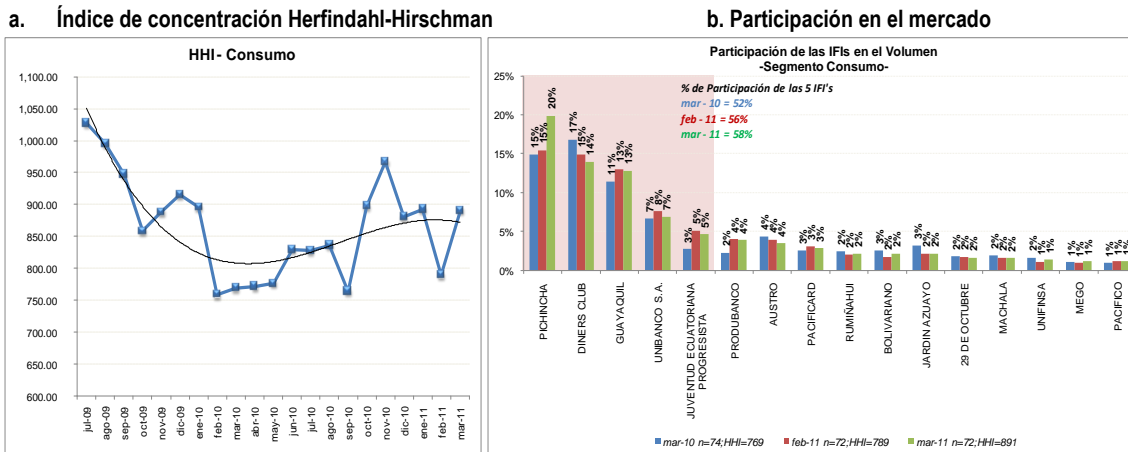 a. Índice de concentración Herfindahl-Hirschman
HHI - Consumo
1,100.00
1,050.00
1,000.00
950.00
900.00
850.00
800.00
750.00
700.00
650.00
600.00
jul-09
ago-09
sep-09
oct-09
nov-09
dic-09
ene-10
feb-10
mar-10
abr-10
may-10
jun-10
jul-10
ago-10
sep-10
oct-10
nov-10
dic-10
ene-11
feb-11
mar-11
b. Participación en el mercado
Participación de las IFIs en el Volumen
-Segmento Consumo-
% de Participación de las 5 IFI's
mar - 10 = 52%
feb - 11 = 56%
mar - 11 = 58%
25%
20%
15%
10%
5%
0%
15% 15% 20%
17% 15% 14%
11% 13% 13%
7% 8% 7%
3% 5% 5%
2% 4% 4%
4% 4% 4%
3% 3% 3%
2% 2% 2%
3% 2% 2%
3% 2% 2%
2% 2% 2%
2% 2% 2%
2% 1% 1%
1% 1% 1%
1% 1% 1%
PICHINCHA
DINERS CLUB
GUAYAQUIL
UNIBANCO S.A.
JUVENTUD ECUATORIANA
PROGRESISTA
PRODUBANCO
AUSTRO
PACIFICARD
RUMIÑAHUI
BOLIVARIANO
JARDIN AZUAYO
29 DE OCTUBRE
MACHALA
UNIFINSA
MEGO
PACIFICO
mar-10 n=74;HHI=769 feb-11 n=72;HHI=789 mar-11 n=72;HHI=891